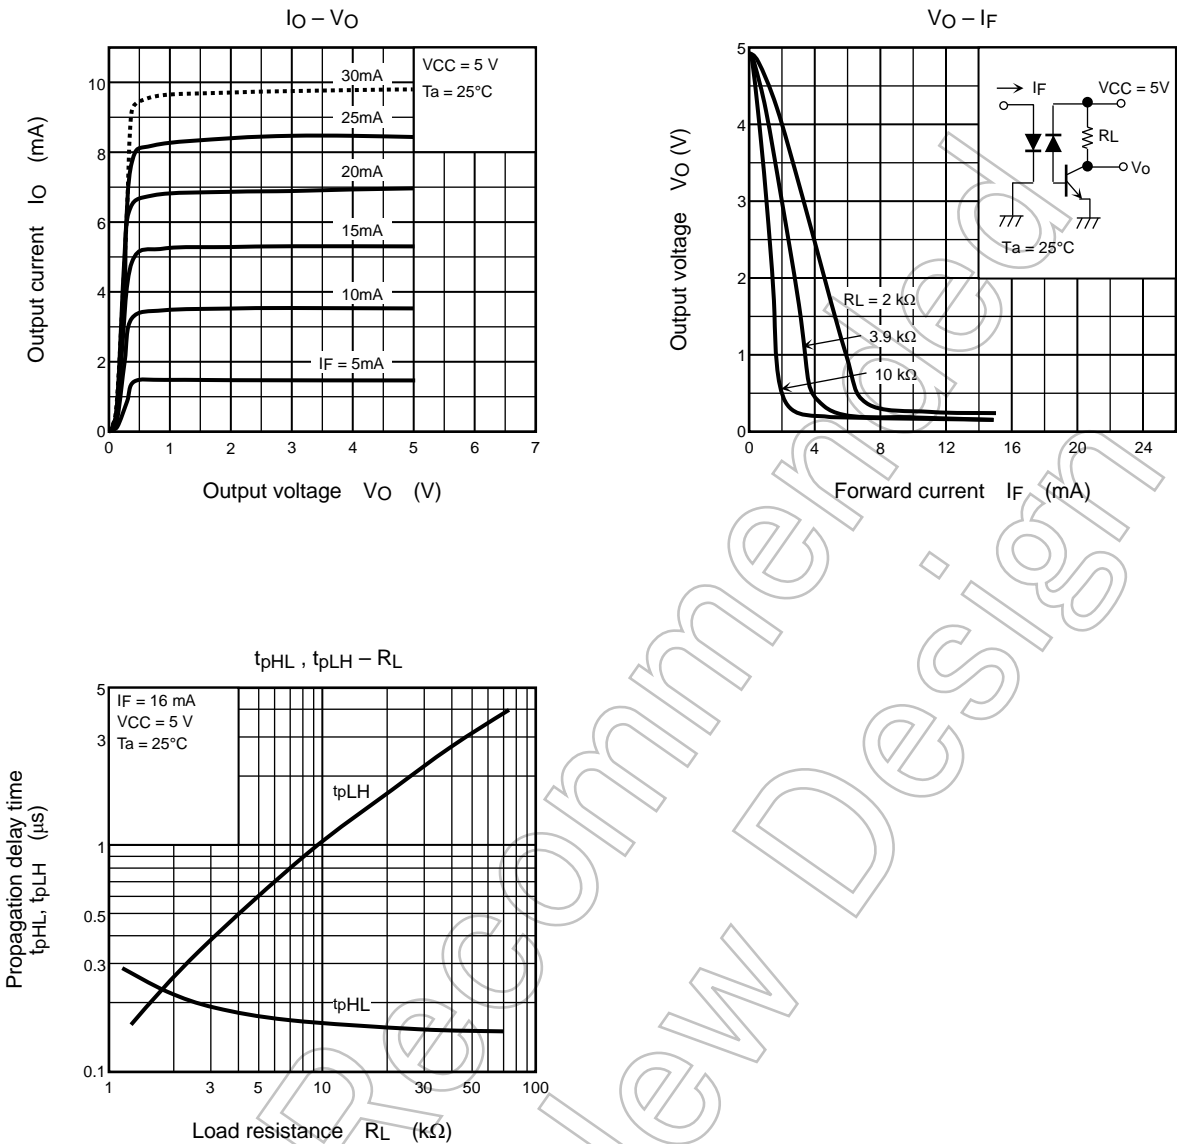 IO – VO
Output current IO (mA)
10
8
6
4
2
0
30mA
25mA
20mA
15mA
10mA
IF = 5mA
VCC = 5 V
Ta = 25°C
0 1 2 3 4 5 6 7
Output voltage VO (V)
VO – IF
Output voltage VO (V)
5
4
3
2
1
0
IF
VCC = 5V
RL
Vo
Ta = 25°C
RL = 2 kΩ
3.9 kΩ
10 kΩ
0 4 8 12 16 20 24
Forward current IF (mA)
tpHL , tpLH – RL
Propagation delay time
tpHL, tpLH (μs)
5
3
1
0.5
0.3
0.1
IF = 16 mA
VCC = 5 V
Ta = 25°C
tpLH
tpHL
1 3 5 10 30 50 100
Load resistance RL (kΩ)
Recommended
New Design